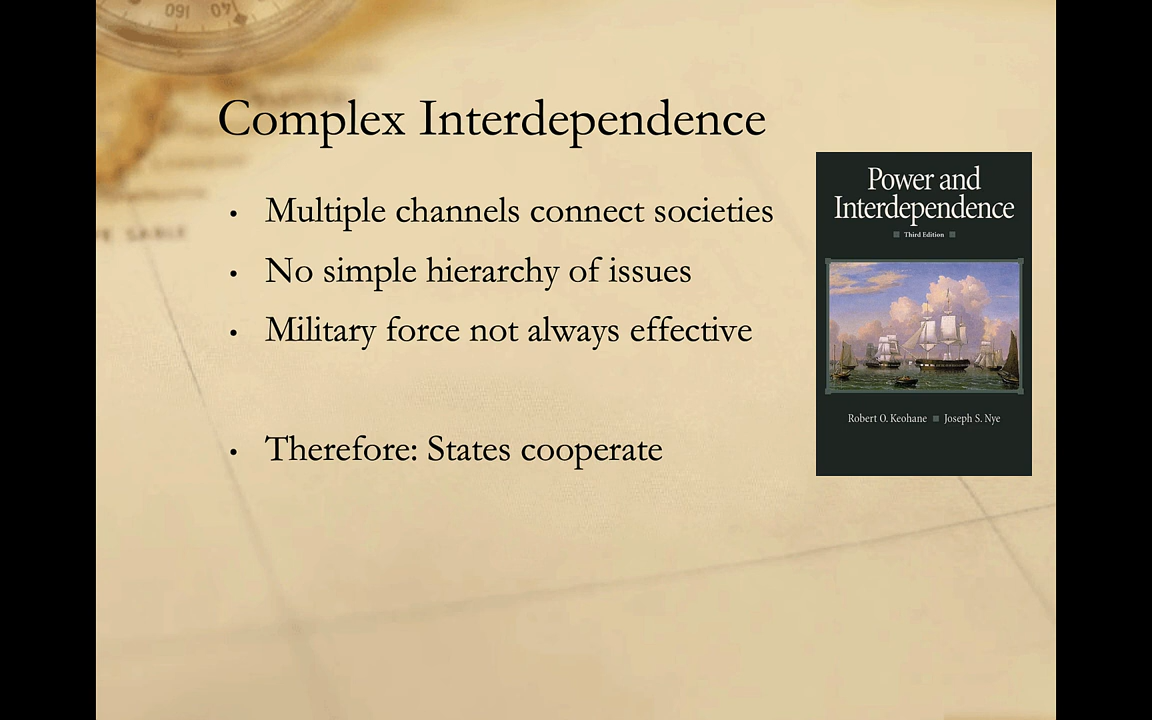 Complex Interdependence
• Multiple channels connect societies
• No simple hierarchy of issues
• Military force not always effective
• Therefore: States cooperate
Power and
Interdependence
Third Edition
Robert O. Keohane ■ Joseph S. Nye